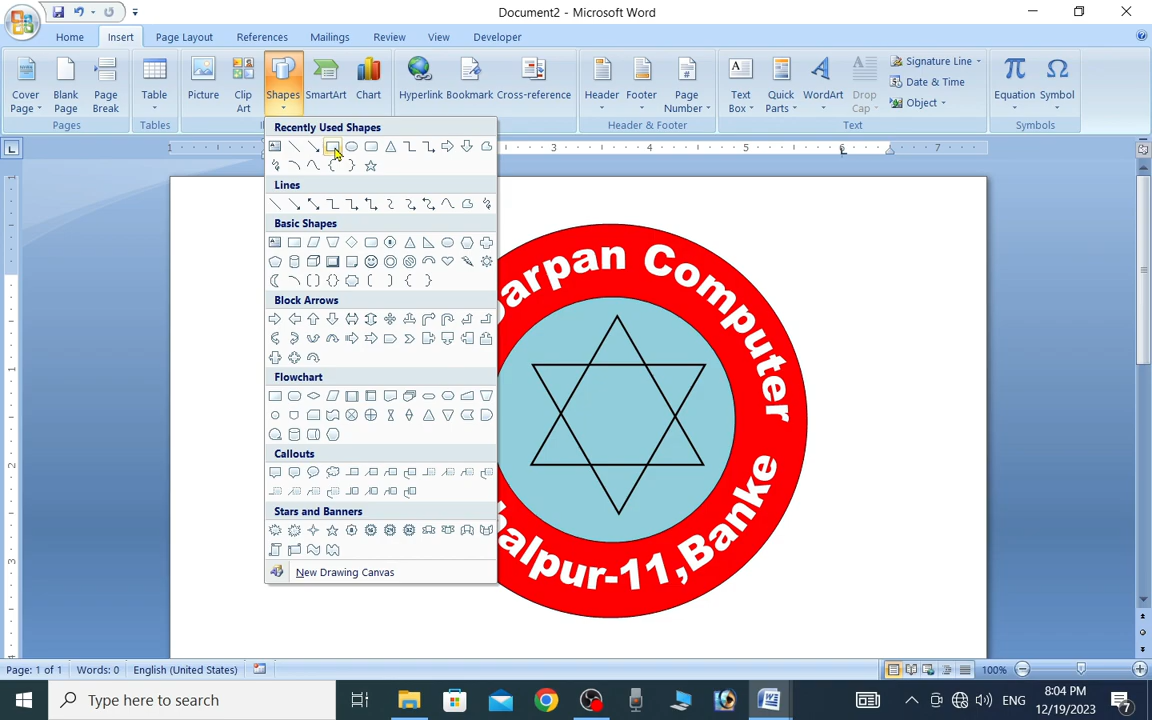 Document2 - Microsoft Word
Home Insert Page Layout References Mailings Review View Developer
Cover Page Blank Page Page Break Table Picture Clip Art Shapes SmartArt Chart Hyperlink Bookmark Cross-reference Header Footer Page Number Text Box Quick Parts WordArt Drop Cap Signature Line Date & Time Object Equation Symbol
Pages Tables Header & Footer Text Symbols
Recently Used Shapes
Lines
Basic Shapes
Block Arrows
Flowchart
Callouts
Stars and Banners
New Drawing Canvas
arpan Computer
alpur-11,Banke
Page: 1 of 1 Words: 0 English (United States) 100%
Type here to search
ENG 8:04 PM
12/19/2023